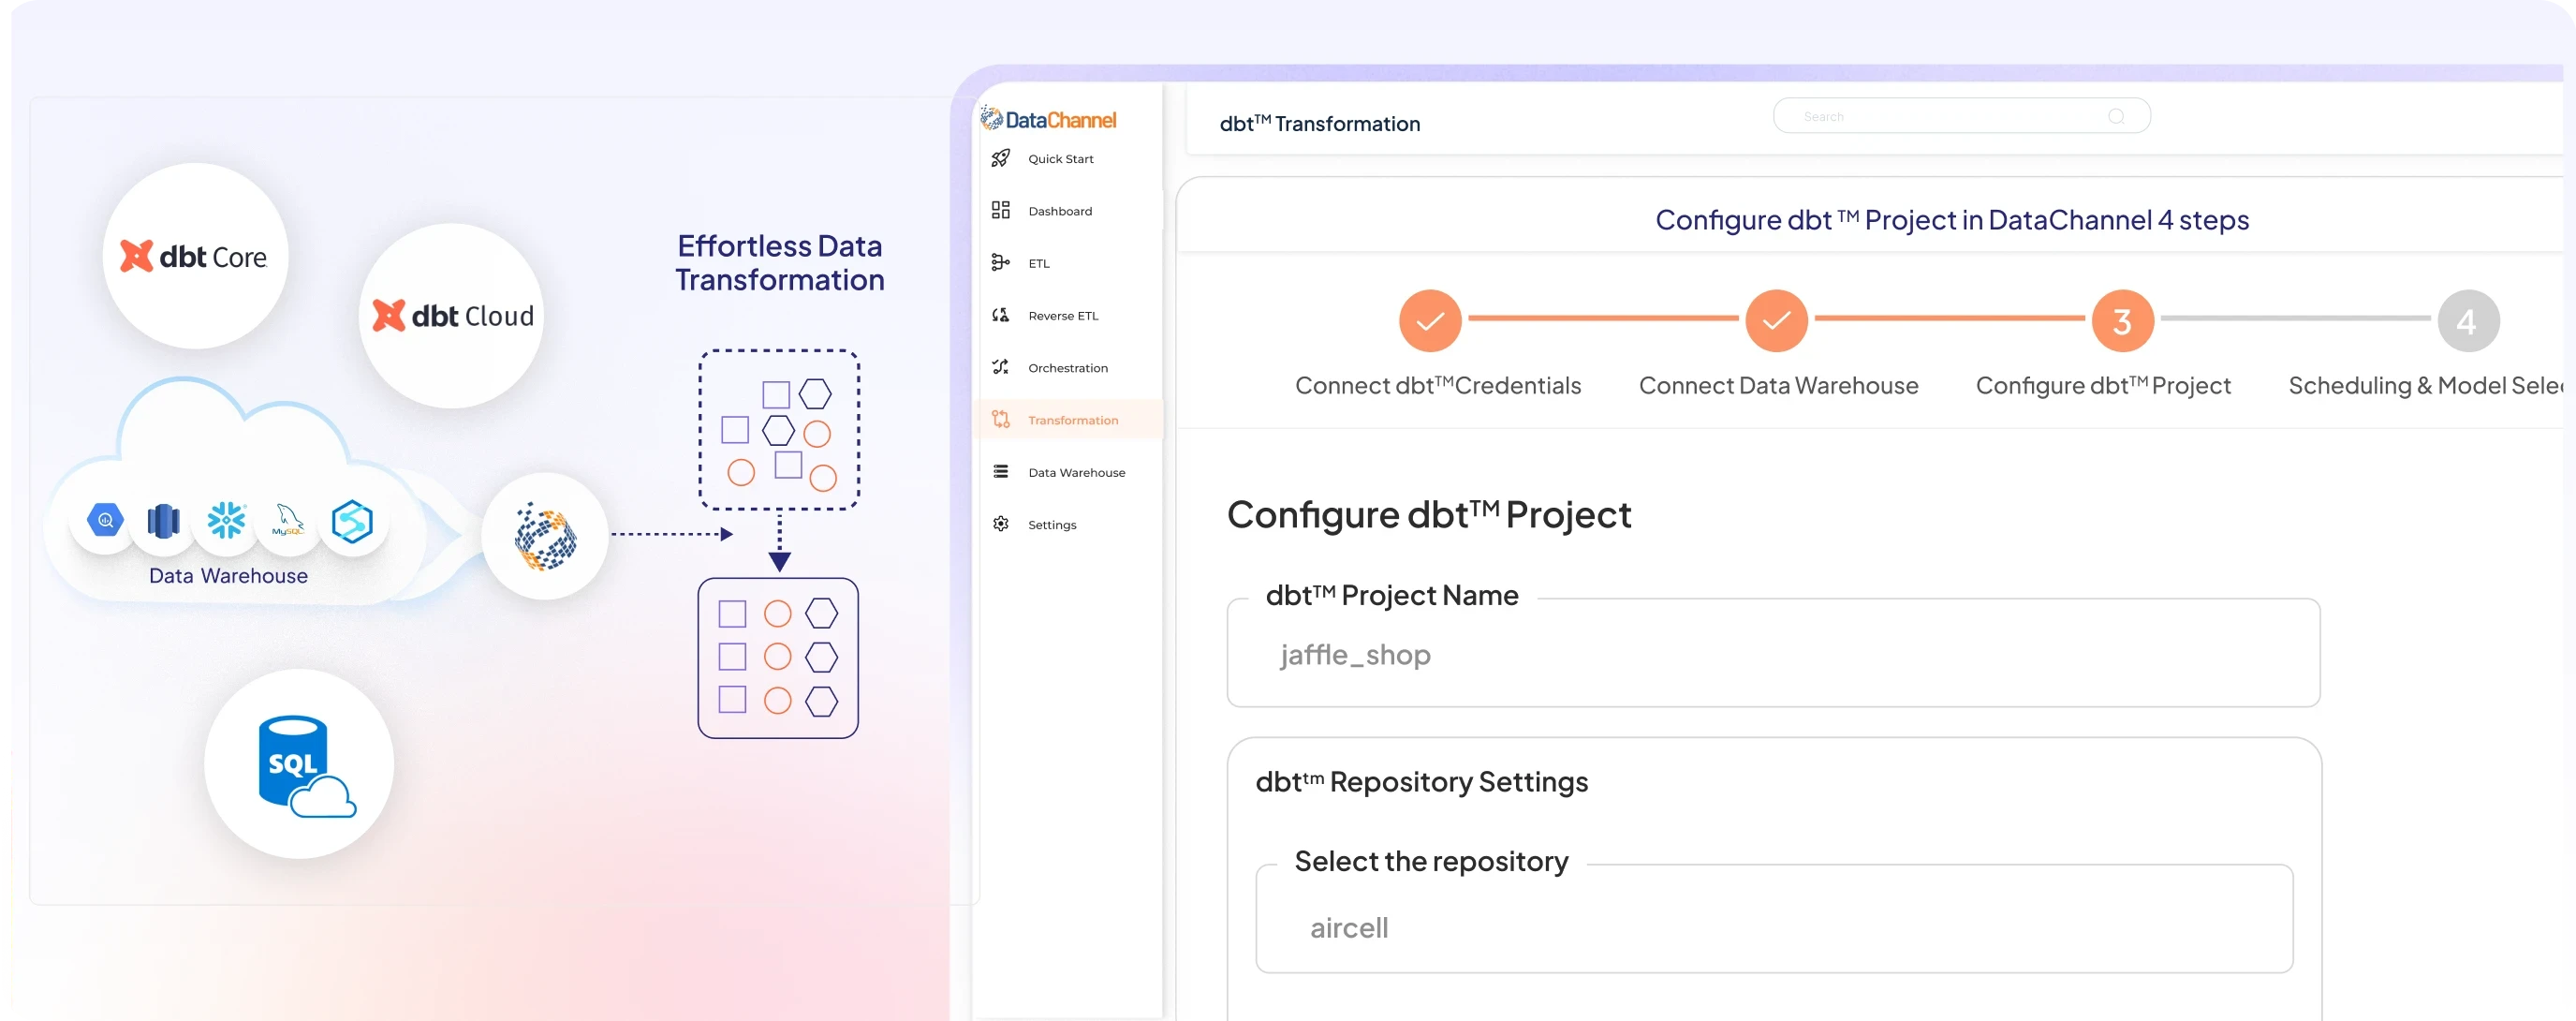 dbt Core
dbt Cloud
Effortless Data
Transformation
MySQL
Data Warehouse
SQL
DataChannel
Quick Start
Dashboard
ETL
Reverse ETL
Orchestration
Transformation
Data Warehouse
Settings
dbt™ Transformation
Search
Configure dbt ™ Project in DataChannel 4 steps
3
4
Connect dbt™Credentials
Connect Data Warehouse
Configure dbt™ Project
Scheduling & Model Selec
Configure dbt™ Project
dbt™ Project Name
jaffle_shop
dbtᵗᵐ Repository Settings
Select the repository
aircell